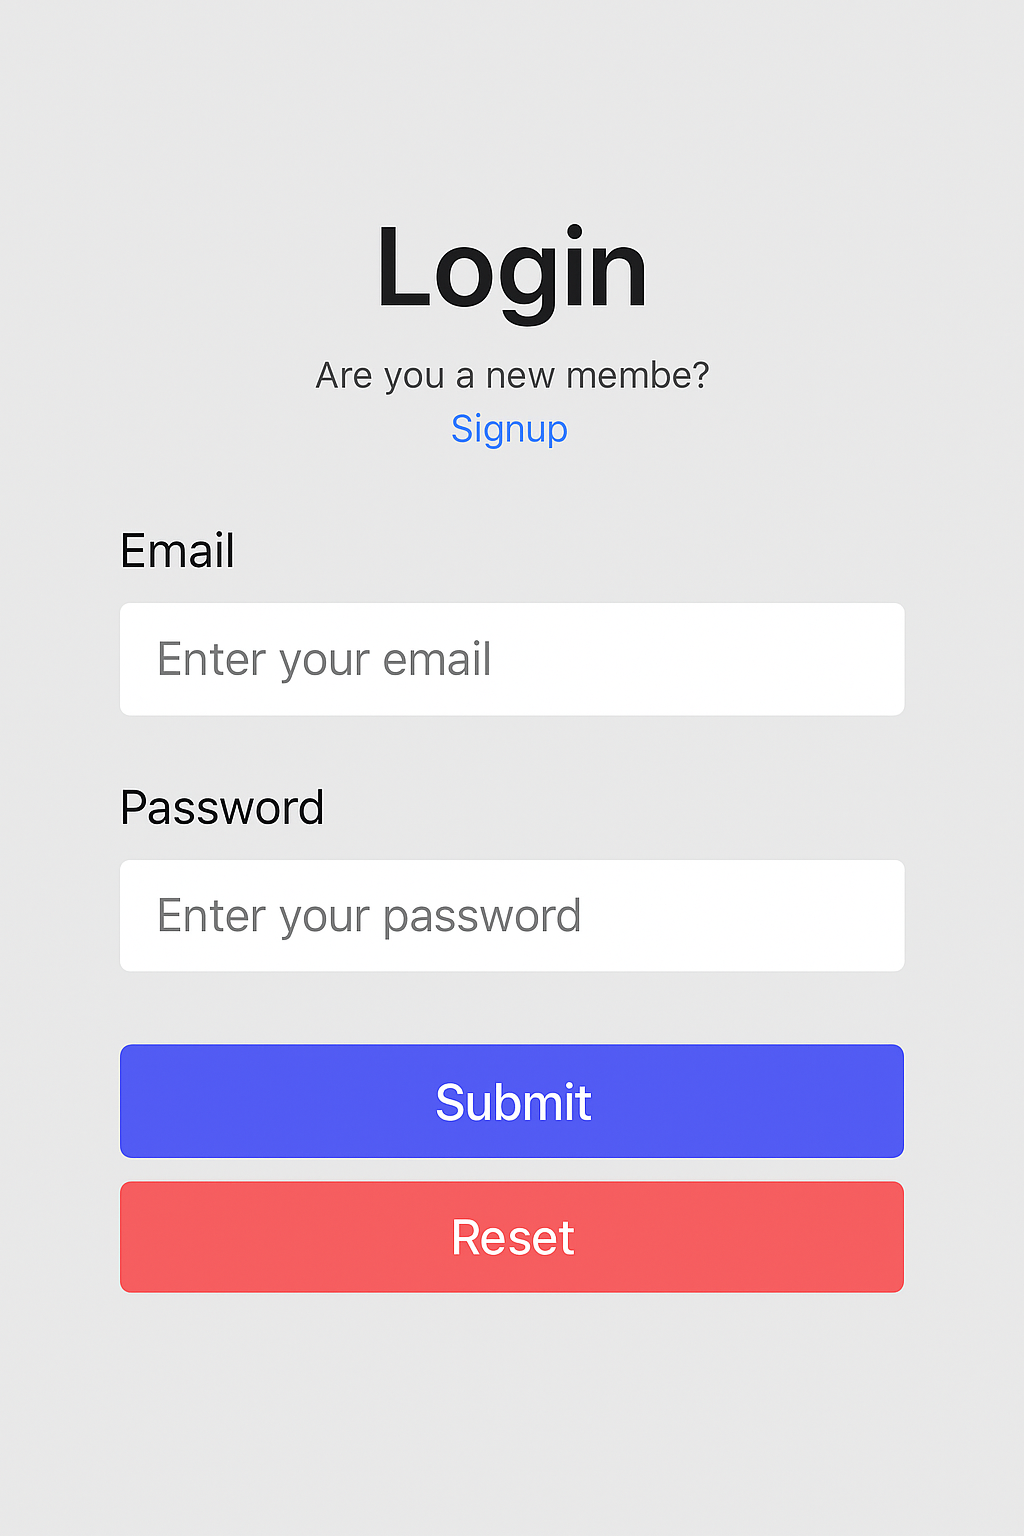 Login
Are you a new membe?
Signup
Email
Enter your email
Password
Enter your password
Submit
Reset